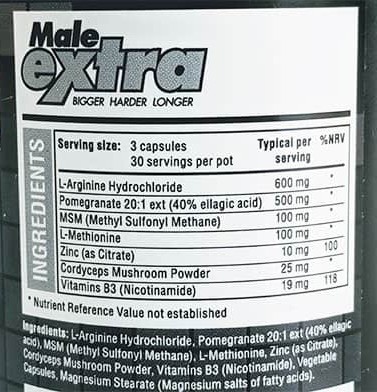 Male
extra
BIGGER HARDER LONGER
INGREDIENTS
Serving size: 3 capsules Typical per %NRV
30 servings per pot serving
L-Arginine Hydrochloride 600 mg *
Pomegranate 20:1 ext (40% ellagic acid) 500 mg *
MSM (Methyl Sulfonyl Methane) 100 mg *
L-Methionine 100 mg *
Zinc (as Citrate) 10 mg 100
Cordyceps Mushroom Powder 25 mg *
Vitamins B3 (Nicotinamide) 19 mg 118
* Nutrient Reference Value not established
Ingredients: L-Arginine Hydrochloride, Pomegranate 20:1 ext (40% ellagic
acid), MSM (Methyl Sulfonyl Methane), L-Methionine, Zinc (as Citrate),
Cordyceps Mushroom Powder, Vitamins B3 (Nicotinamide), Vegetable
Capsules, Magnesium Stearate (Magnesium salts of fatty acids).